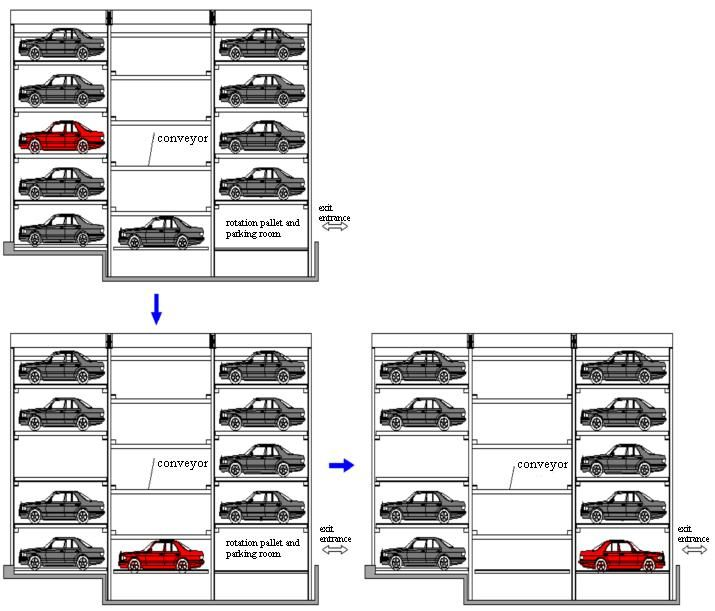 conveyor
exit
entrance
rotation pallet and
parking room
conveyor
exit
entrance
rotation pallet and
parking room
conveyor
exit
entrance